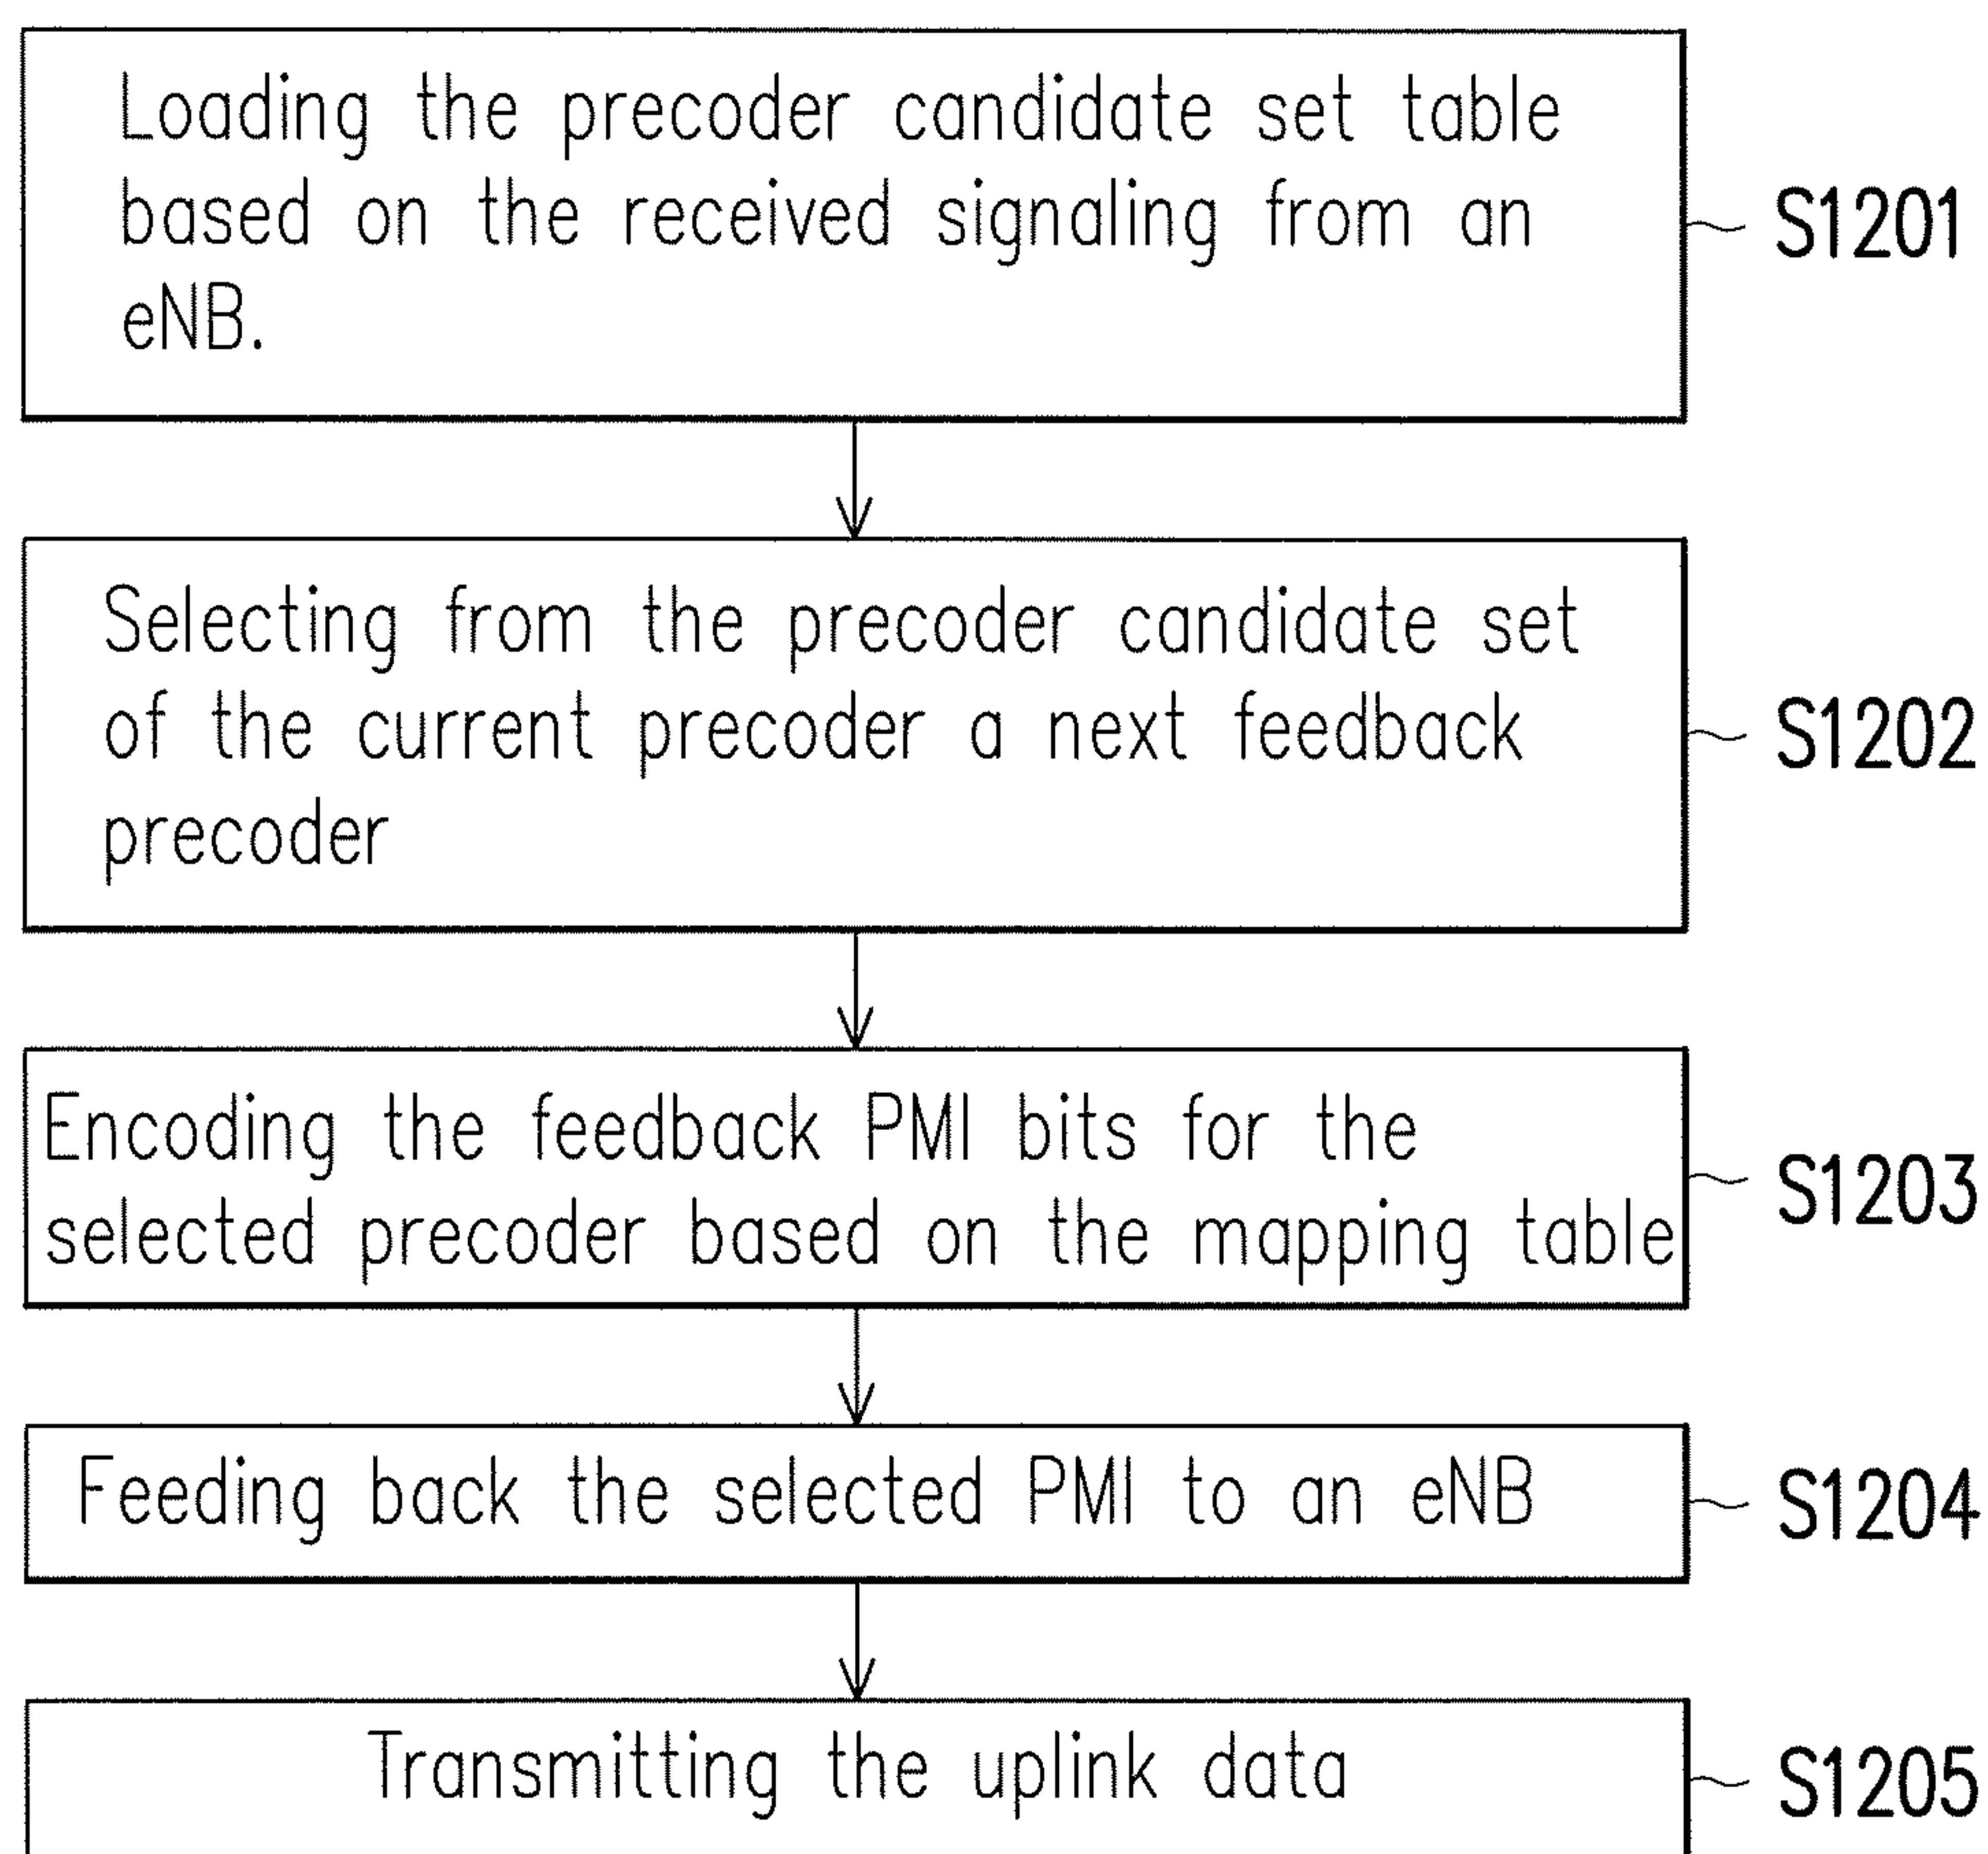 Loading the precoder candidate set table
based on the received signaling from an
eNB.
S1201
Selecting from the precoder candidate set
of the current precoder a next feedback
precoder
S1202
Encoding the feedback PMI bits for the
selected precoder based on the mapping table
S1203
Feeding back the selected PMI to an eNB
S1204
Transmitting the uplink data
S1205